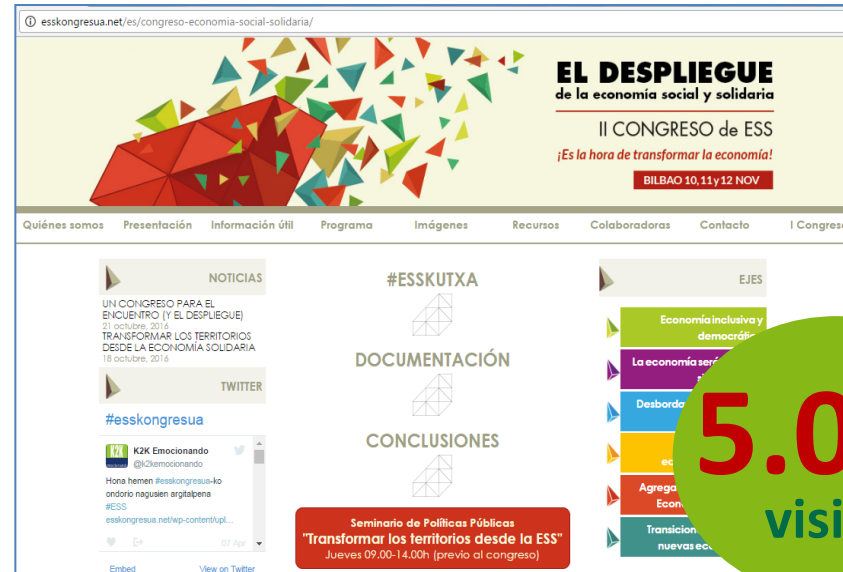 esskongresua.net/es/congreso-economia-social-solidaria/
EL DESPLIEGUE
de la economía social y solidaria
II CONGRESO de ESS
¡Es la hora de transformar la economía!
BILBAO 10, 11 y 12 NOV
Quiénes somos Presentación Información útil Programa Imágenes Recursos Colaboradoras Contacto I Congreso
NOTICIAS
UN CONGRESO PARA EL
ENCUENTRO (Y EL DESPLIEGUE)
21 octubre, 2016
TRANSFORMAR LOS TERRITORIOS
DESDE LA ECONOMÍA SOLIDARIA
18 octubre, 2016
TWITTER
#esskongresua
K2K Emocionando
@k2kemocionando
Hona hemen #esskongresua-ko
ondorio nagusien argitalpena
#ESS
esskongresua.net/wp-content/upl...
07 Apr
Embed View on Twitter
#ESSKUTXA
DOCUMENTACIÓN
CONCLUSIONES
Seminario de Políticas Públicas
"Transformar los territorios desde la ESS"
Jueves 09.00-14.00h (previo al congreso)
EJES
Economía inclusiva y
democrática
La economía será
Desborda
Agrega
Econ
Transicion
nuevas eco
5.0
visi